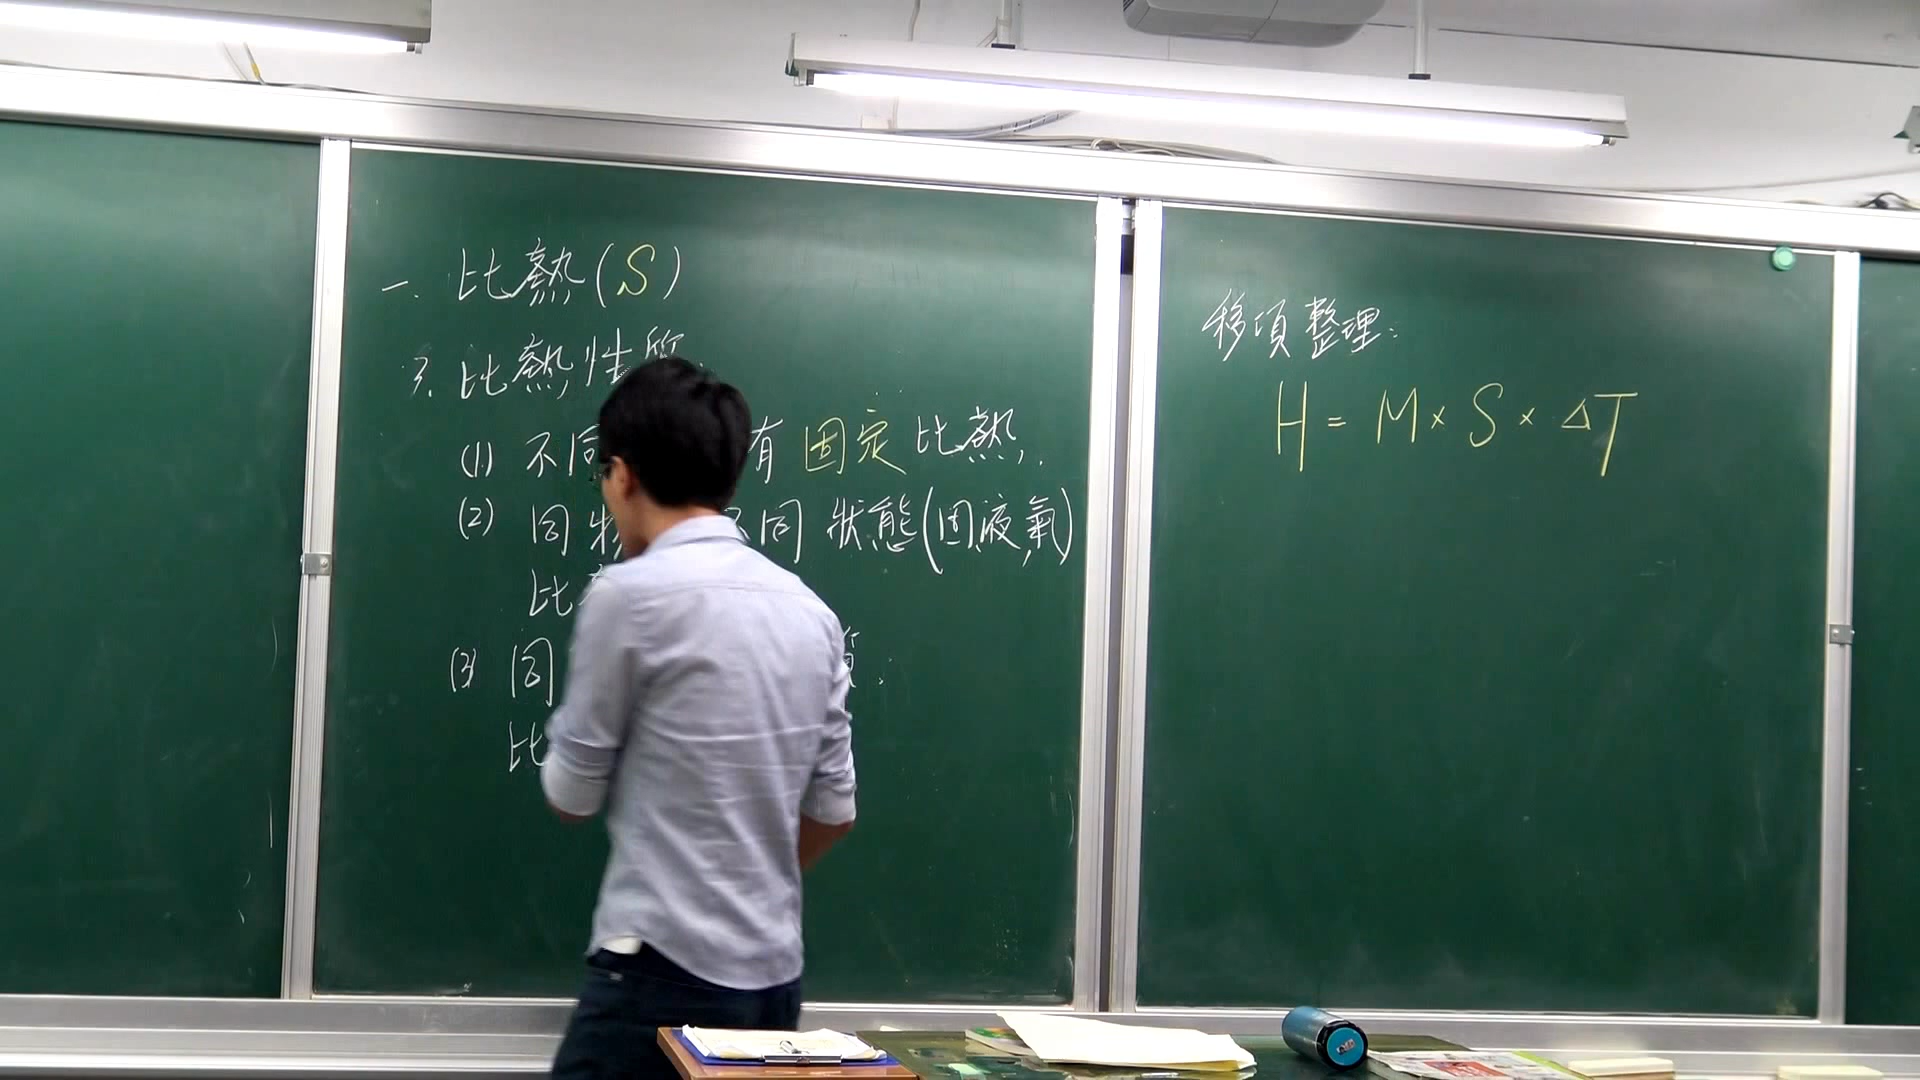 一. 比熱(S)
3. 比熱性質
(1) 不同 有固定比熱.
(2) 同物 不同狀態(固,液,氣)
比
(3) 同
比
移項整理:
H = M × S × ΔT